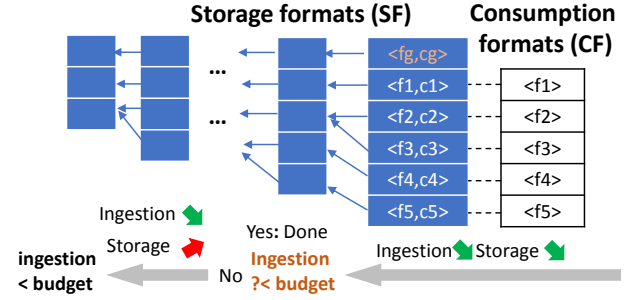 Storage formats (SF)
Consumption
formats (CF)
<fg,cg>
...
<f1,c1>
<f1>
...
<f2,c2>
<f2>
<f3,c3>
<f3>
<f4,c4>
<f4>
<f5,c5>
<f5>
Ingestion
Yes: Done
Storage
Ingestion
?< budget
Ingestion
Storage
No
ingestion
< budget